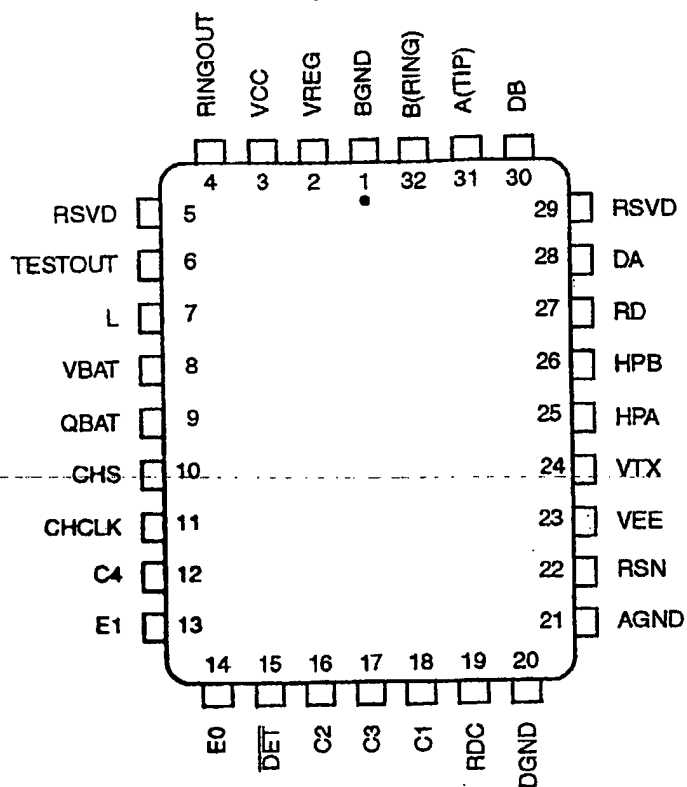 RINGOUT VCC VREG BGND B(RING) A(TIP) DB
4 3 2 1 32 31 30
RSVD 5 29 RSVD
TESTOUT 6 28 DA
L 7 27 RD
VBAT 8 26 HPB
QBAT 9 25 HPA
CHS 10 24 VTX
CHCLK 11 23 VEE
C4 12 22 RSN
E1 13 21 AGND
14 15 16 17 18 19 20
E0 DET C2 C3 C1 RDC DGND